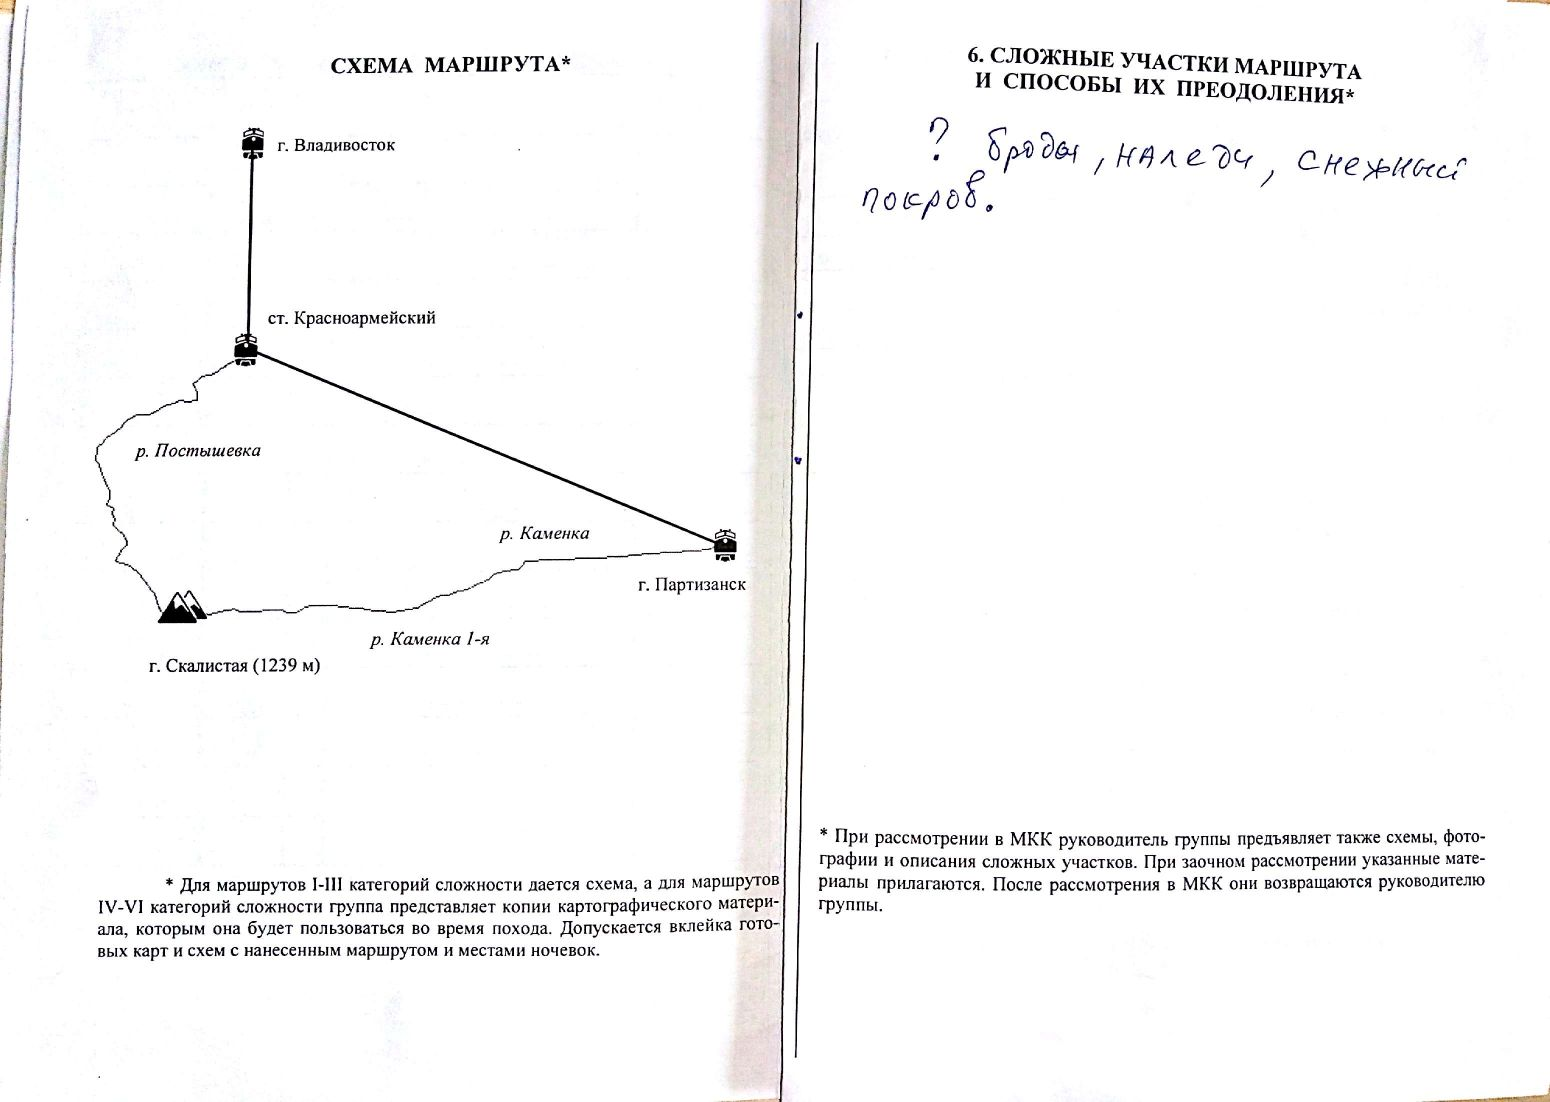 СХЕМА МАРШРУТА*
г. Владивосток
ст. Красноармейский
р. Постышевка
р. Каменка
г. Партизанск
р. Каменка 1-я
г. Скалистая (1239 м)
* Для маршрутов I-III категорий сложности дается схема, а для маршрутов
IV-VI категорий сложности группа представляет копии картографического матери-
ала, которым она будет пользоваться во время похода. Допускается вклейка гото-
вых карт и схем с нанесенным маршрутом и местами ночевок.
6. СЛОЖНЫЕ УЧАСТКИ МАРШРУТА
И СПОСОБЫ ИХ ПРЕОДОЛЕНИЯ*
? броды, наледи, снежный
покров.
* При рассмотрении в МКК руководитель группы предъявляет также схемы, фото-
графии и описания сложных участков. При заочном рассмотрении указанные мате-
риалы прилагаются. После рассмотрения в МКК они возвращаются руководителю
группы.